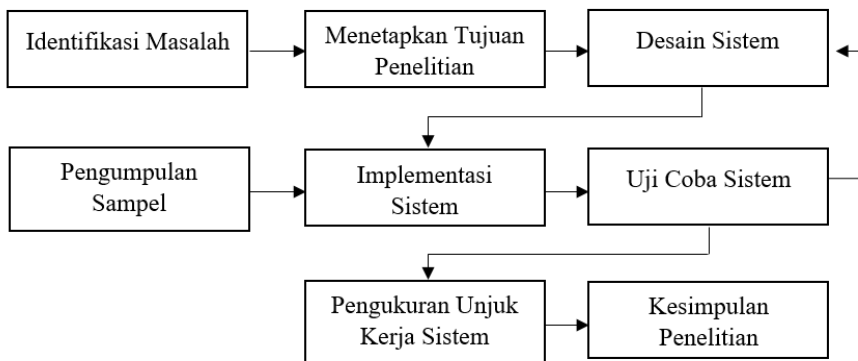 Identifikasi Masalah
Menetapkan Tujuan
Penelitian
Desain Sistem
Pengumpulan
Sampel
Implementasi
Sistem
Uji Coba Sistem
Pengukuran Unjuk
Kerja Sistem
Kesimpulan
Penelitian